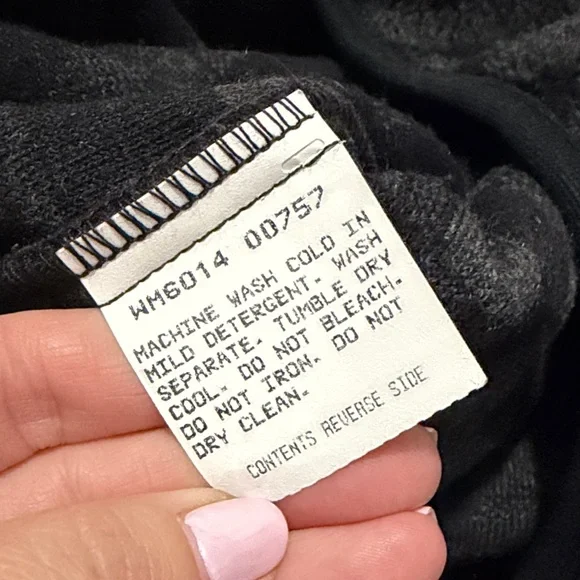 WM6014 00757
MACHINE WASH COLD IN
MILD DETERGENT. WASH
SEPARATE. TUMBLE DRY
COOL. DO NOT BLEACH.
DO NOT IRON. DO NOT
DRY CLEAN.
CONTENTS REVERSE SIDE